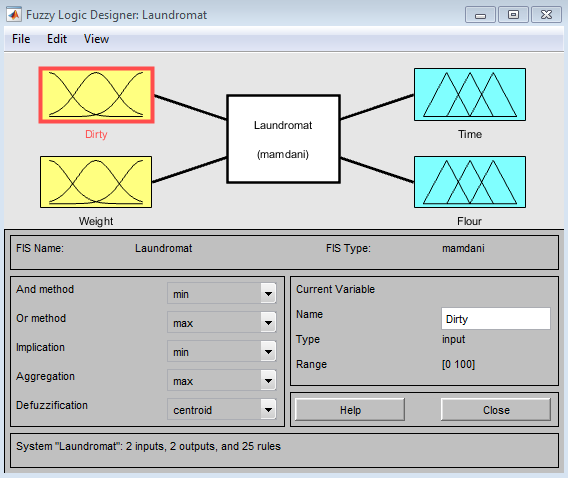 Fuzzy Logic Designer: Laundromat
File Edit View
Dirty
Weight
Laundromat
(mamdani)
Time
Flour
FIS Name: Laundromat FIS Type: mamdani
And method min
Or method max
Implication min
Aggregation max
Defuzzification centroid
Current Variable
Name Dirty
Type input
Range [0 100]
Help Close
System "Laundromat": 2 inputs, 2 outputs, and 25 rules